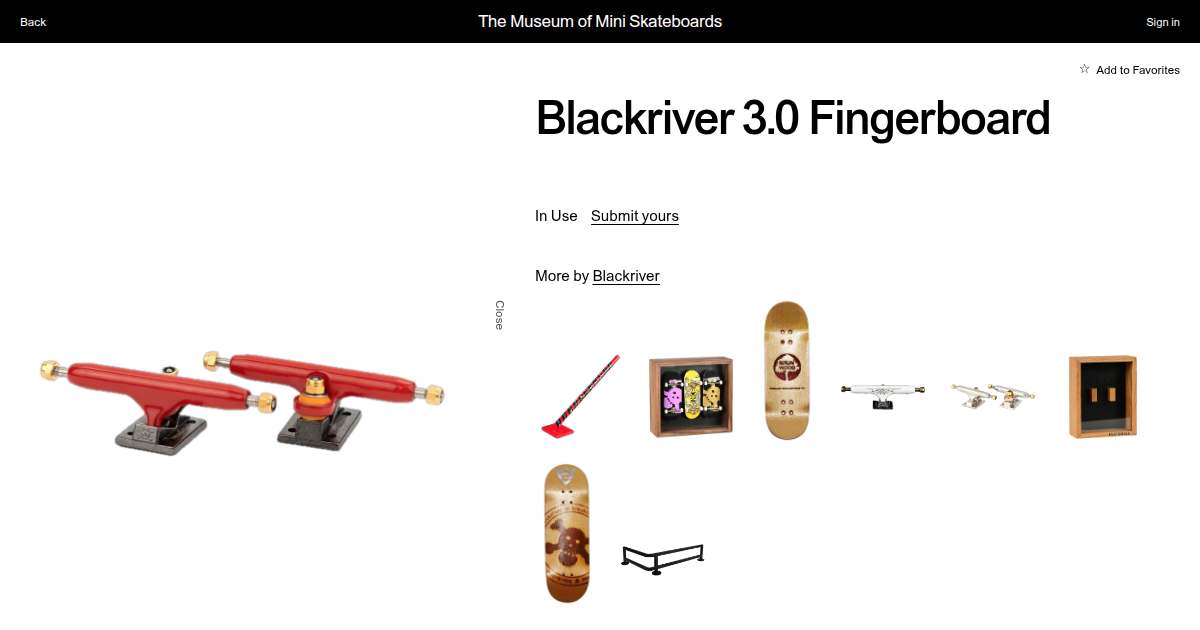 Back
The Museum of Mini Skateboards
Sign in
☆ Add to Favorites
Blackriver 3.0 Fingerboard
In Use Submit yours
More by Blackriver
Close